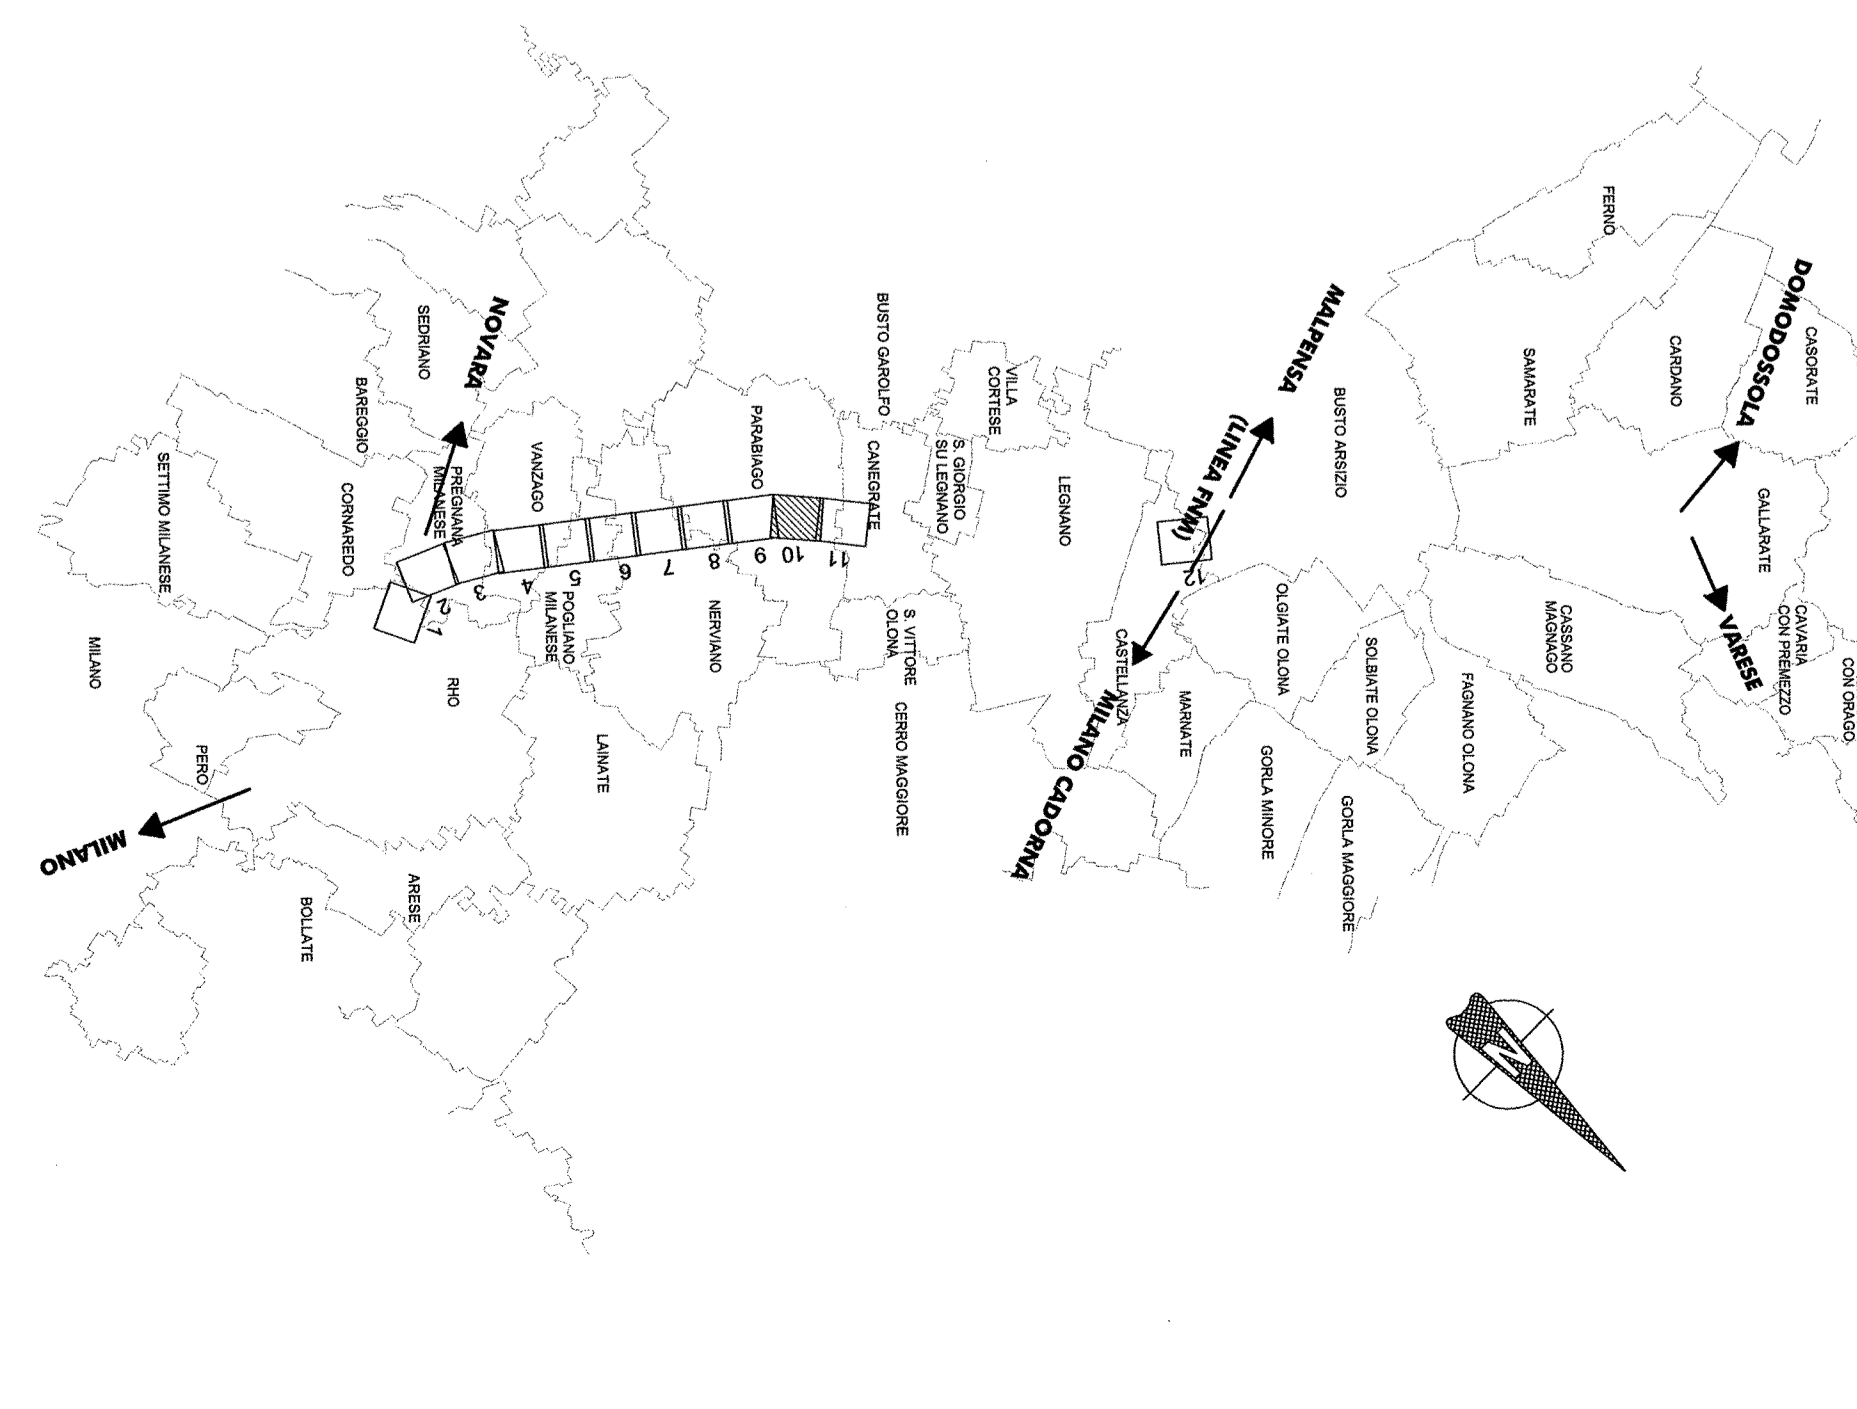 FERNO
DOMODOSSOLA
CASORATE
CARDANO
SAMARATE
MALPENSA
(LINEA FNM)
BUSTO ARSIZIO
GALLARATE
VARESE
CAVARIA
CON PREMEZZO
CON ORAGO
CASSANO
MAGNAGO
FAGNANO OLONA
SOLBIATE OLONA
OLGIATE OLONA
GORLA MAGGIORE
GORLA MINORE
MARNATE
CASTELLANZA
MILANO CADORNA
LEGNANO
VILLA
CORTESE
S. GIORGIO
SU LEGNANO
BUSTO GAROLFO
CANEGRATE
S. VITTORE
OLONA
CERRO MAGGIORE
PARABIAGO
NERVIANO
LAINATE
VANZAGO
POGLIANO
MILANESE
NOVARA
SEDRIANO
BAREGGIO
PREGNANA
MILANESE
CORNAREDO
SETTIMO MILANESE
MILANO
RHO
PERO
MILANO
ARESE
BOLLATE
1
2
3
4
5
6
7
8
9
10
11
12
N